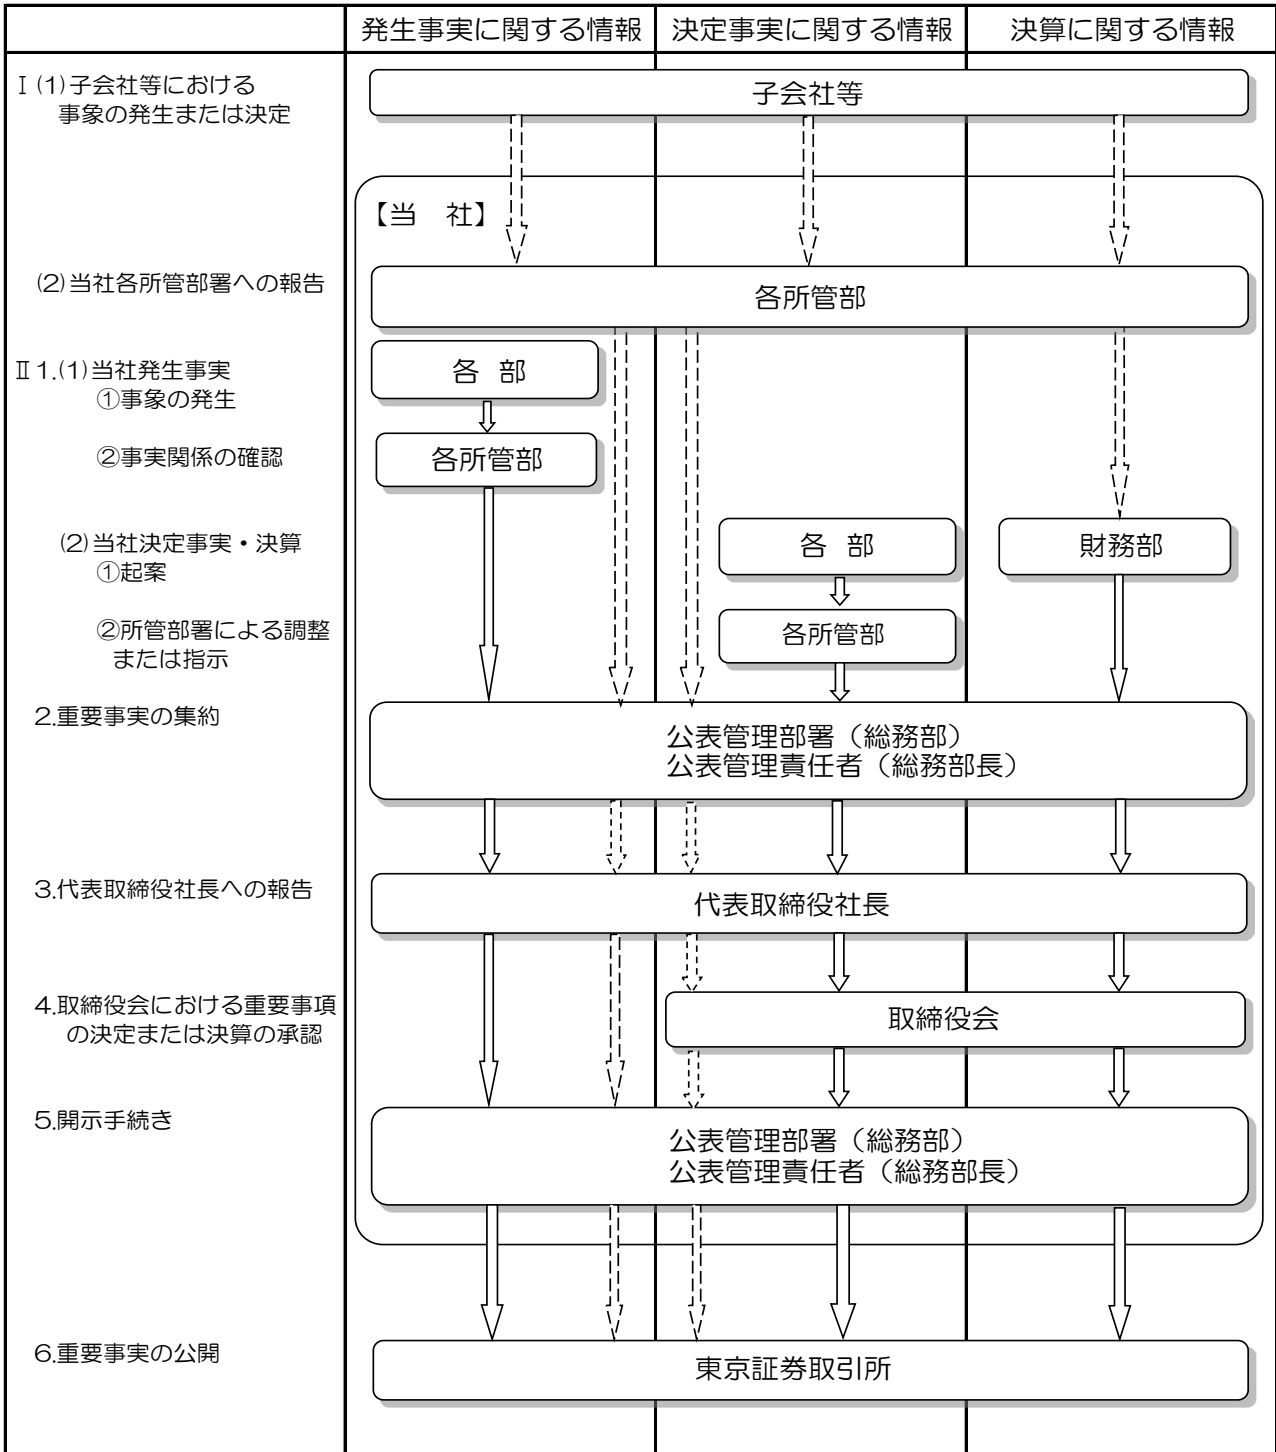 発生事実に関する情報
決定事実に関する情報
決算に関する情報
Ⅰ(1)子会社等における
事象の発生または決定
子会社等
【当　社】
(2)当社各所管部署への報告
各所管部
Ⅱ1.(1)当社発生事実
①事象の発生
各　部
②事実関係の確認
各所管部
(2)当社決定事実・決算
①起案
各　部
財務部
②所管部署による調整
または指示
各所管部
2.重要事実の集約
公表管理部署（総務部）
公表管理責任者（総務部長）
3.代表取締役社長への報告
代表取締役社長
4.取締役会における重要事項
の決定または決算の承認
取締役会
5.開示手続き
公表管理部署（総務部）
公表管理責任者（総務部長）
6.重要事実の公開
東京証券取引所